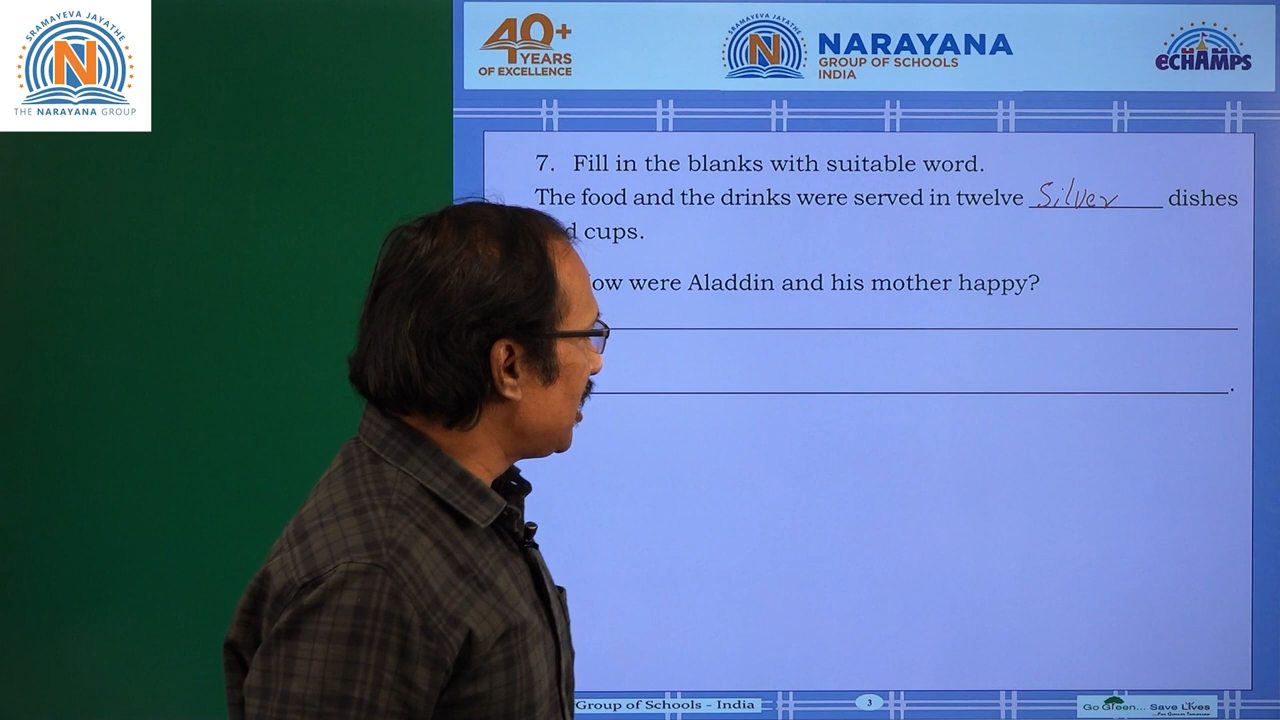 SRAMAYEVA JAYATHE
N
THE NARAYANA GROUP
40+
YEARS
OF EXCELLENCE
SRAMAYEVA JAYATHE
N
NARAYANA
GROUP OF SCHOOLS
INDIA
eCHAMPS
7. Fill in the blanks with suitable word.
The food and the drinks were served in twelve Silver dishes
d cups.
ow were Aladdin and his mother happy?
.
Group of Schools - India
3
Go Green... Save Lives